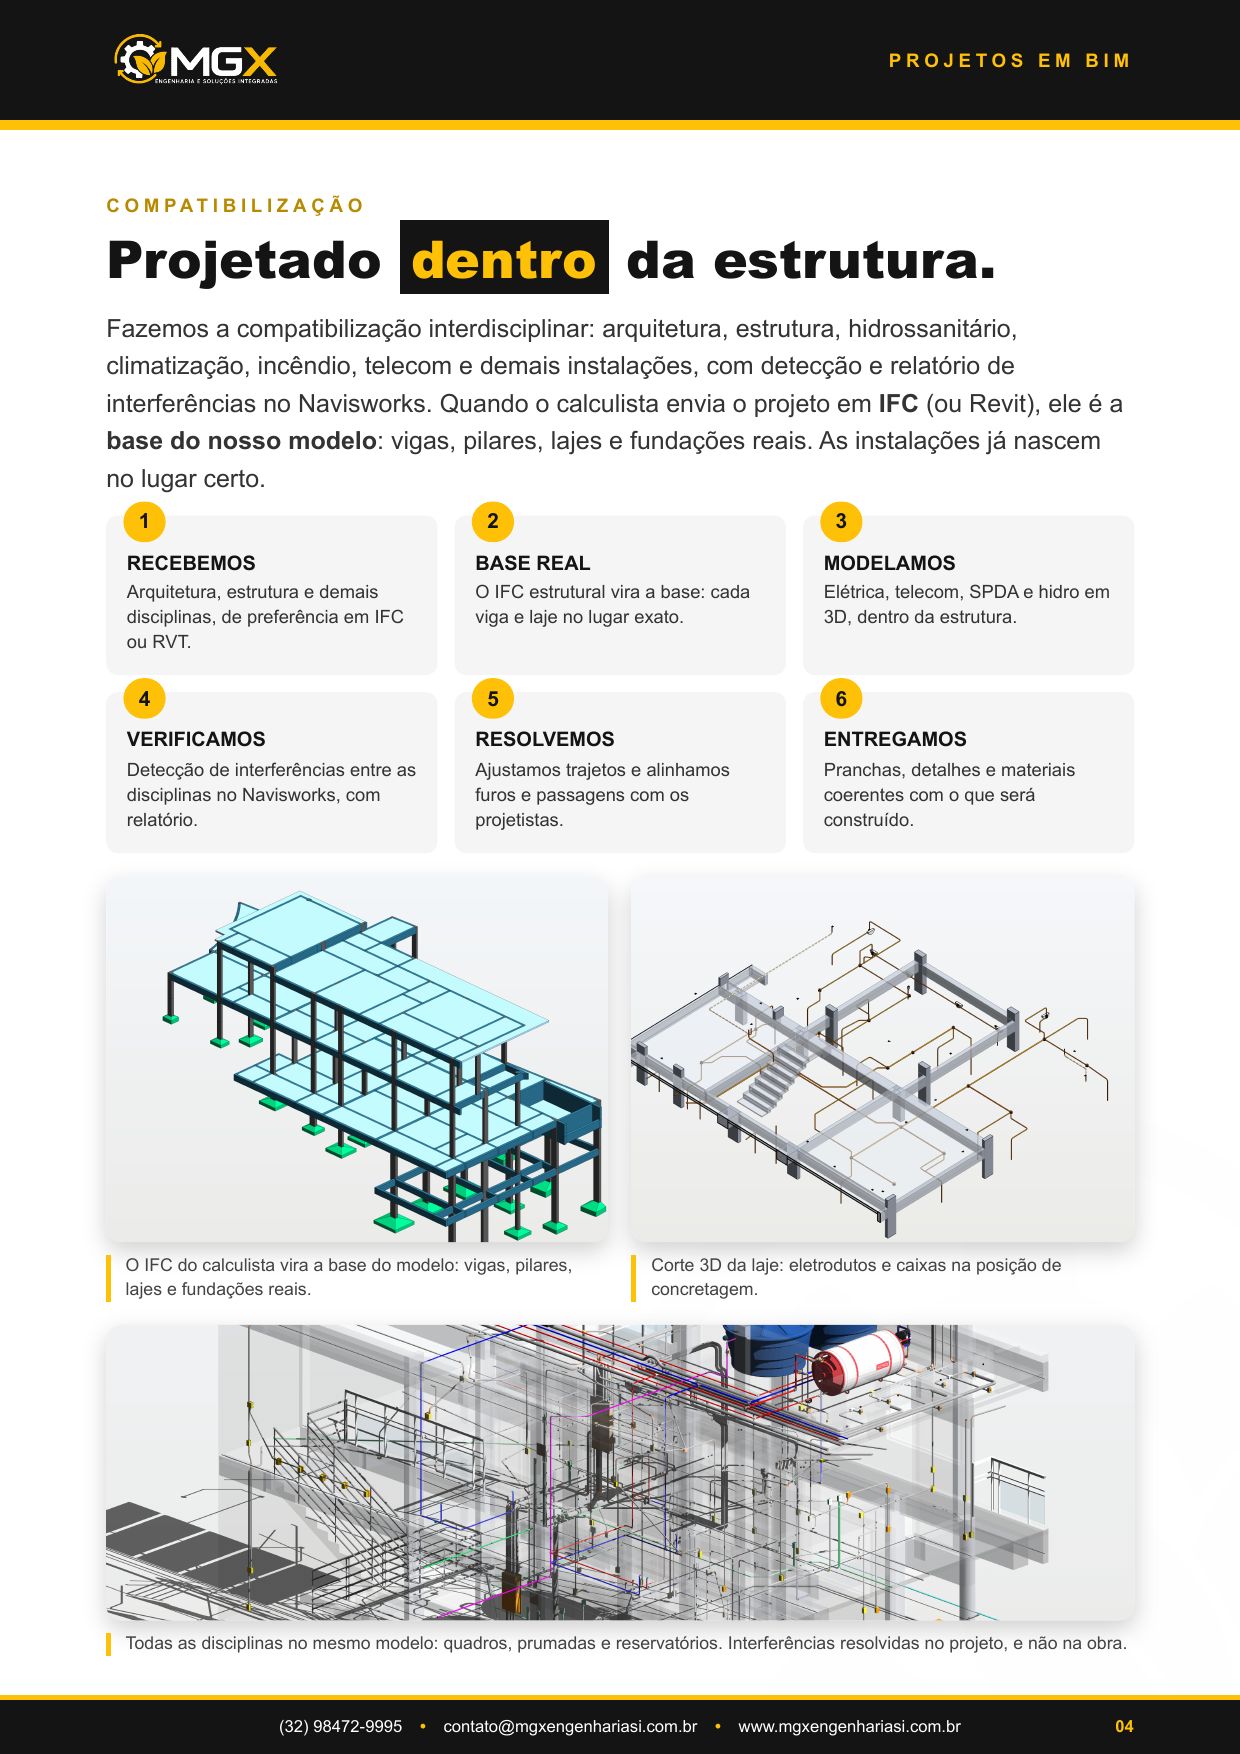 MGX
ENGENHARIA E SOLUÇÕES INTEGRADAS
PROJETOS EM BIM
COMPATIBILIZAÇÃO
Projetado dentro da estrutura.
Fazemos a compatibilização interdisciplinar: arquitetura, estrutura, hidrossanitário,
climatização, incêndio, telecom e demais instalações, com detecção e relatório de
interferências no Navisworks. Quando o calculista envia o projeto em IFC (ou Revit), ele é a
base do nosso modelo: vigas, pilares, lajes e fundações reais. As instalações já nascem
no lugar certo.
1
RECEBEMOS
Arquitetura, estrutura e demais
disciplinas, de preferência em IFC
ou RVT.
2
BASE REAL
O IFC estrutural vira a base: cada
viga e laje no lugar exato.
3
MODELAMOS
Elétrica, telecom, SPDA e hidro em
3D, dentro da estrutura.
4
VERIFICAMOS
Detecção de interferências entre as
disciplinas no Navisworks, com
relatório.
5
RESOLVEMOS
Ajustamos trajetos e alinhamos
furos e passagens com os
projetistas.
6
ENTREGAMOS
Pranchas, detalhes e materiais
coerentes com o que será
construído.
O IFC do calculista vira a base do modelo: vigas, pilares,
lajes e fundações reais.
Corte 3D da laje: eletrodutos e caixas na posição de
concretagem.
Todas as disciplinas no mesmo modelo: quadros, prumadas e reservatórios. Interferências resolvidas no projeto, e não na obra.
(32) 98472-9995 • contato@mgxengenhariasi.com.br • www.mgxengenhariasi.com.br
04